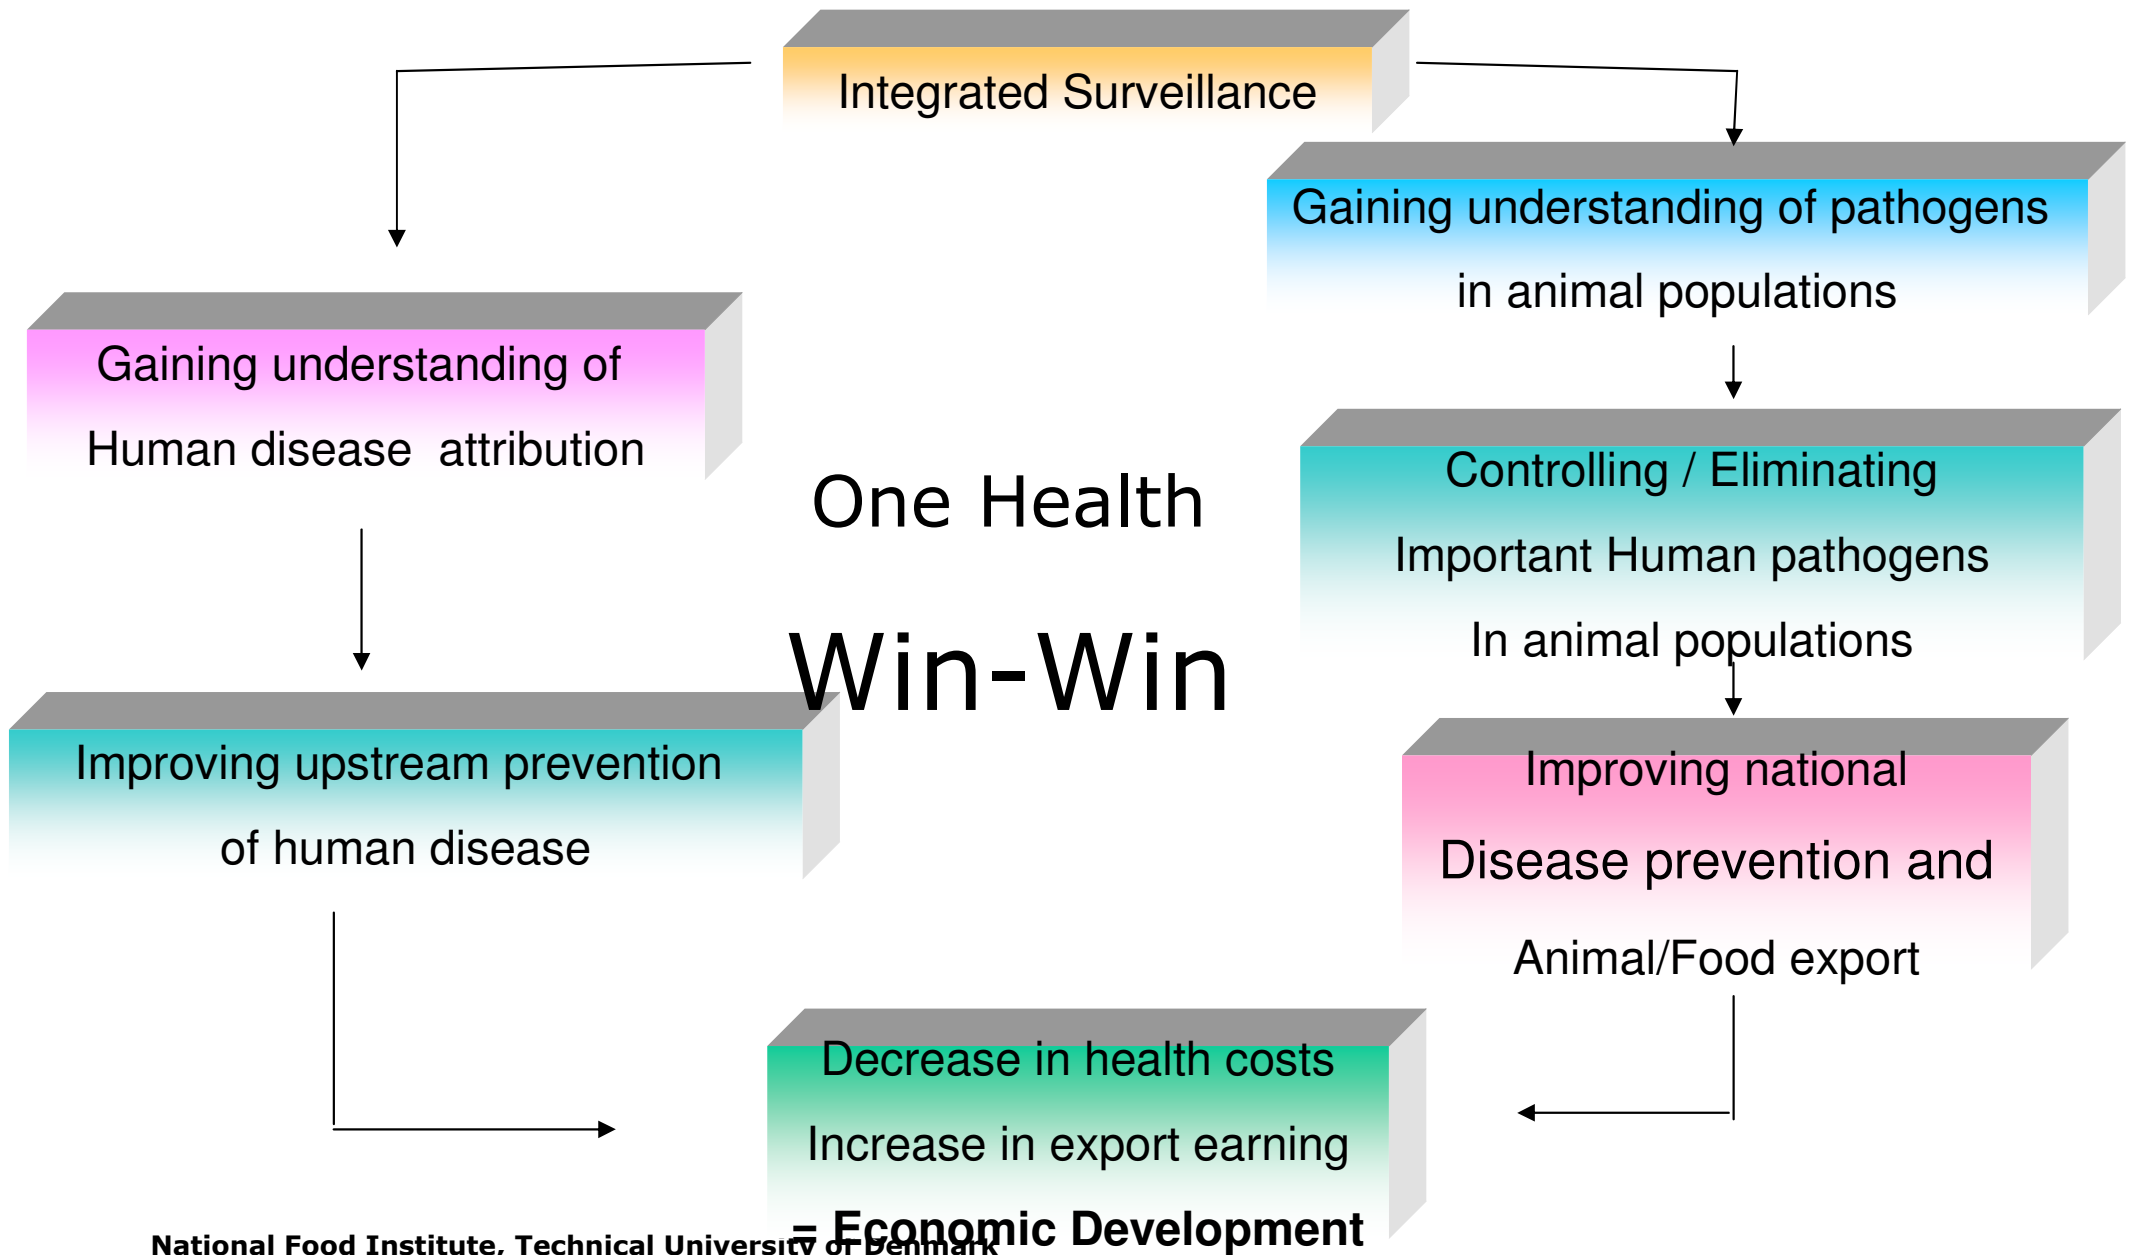 Integrated Surveillance
Gaining understanding of pathogens
in animal populations
Gaining understanding of
Human disease  attribution
One Health
Win-Win
Controlling / Eliminating
Important Human pathogens
In animal populations
Improving upstream prevention
of human disease
Improving national
Disease prevention and
Animal/Food export
Decrease in health costs
Increase in export earning
= Economic Development
National Food Institute, Technical University of Denmark